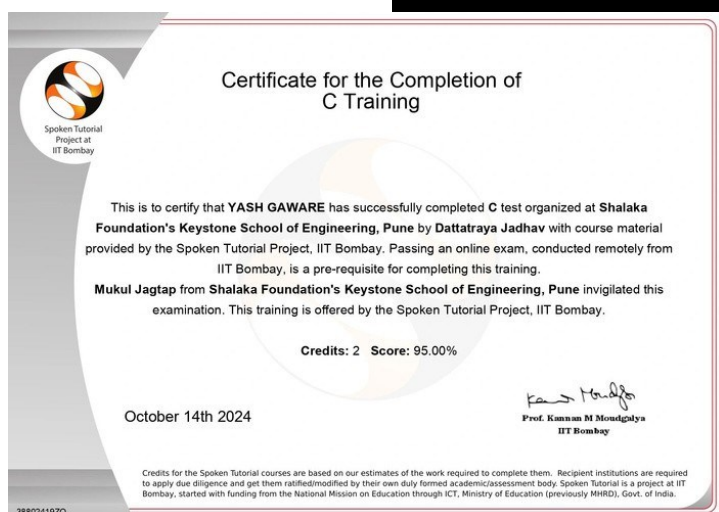 Spoken Tutorial
Project at
IIT Bombay
Certificate for the Completion of
C Training
This is to certify that YASH GAWARE has successfully completed C test organized at Shalaka
Foundation's Keystone School of Engineering, Pune by Dattatraya Jadhav with course material
provided by the Spoken Tutorial Project, IIT Bombay. Passing an online exam, conducted remotely from
IIT Bombay, is a pre-requisite for completing this training.
Mukul Jagtap from Shalaka Foundation's Keystone School of Engineering, Pune invigilated this
examination. This training is offered by the Spoken Tutorial Project, IIT Bombay.
Credits: 2 Score: 95.00%
October 14th 2024
Prof. Kannan M Moudgalya
IIT Bombay
Credits for the Spoken Tutorial courses are based on our estimates of the work required to complete them. Recipient institutions are required
to apply due diligence and get them ratified/modified by their own duly formed academic/assessment body. Spoken Tutorial is a project at IIT
Bombay, started with funding from the National Mission on Education through ICT, Ministry of Education (previously MHRD), Govt. of India.